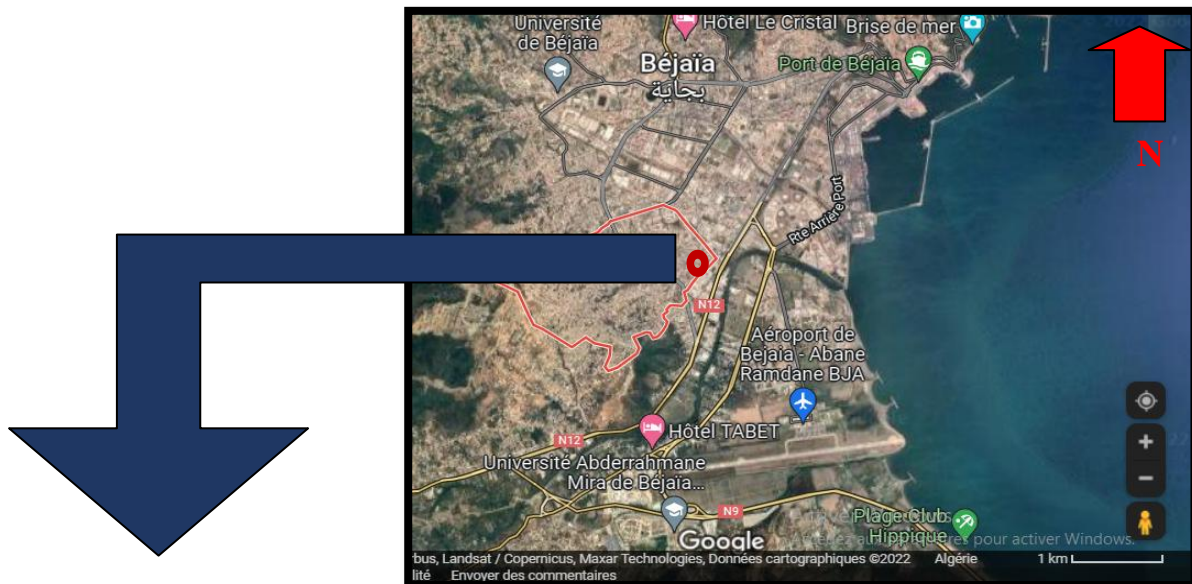 Université
de Béjaïa
Hôtel Le Cristal
Brise de mer
Béjaïa
بجاية
Port de Béjaïa
N
Rte Arrière Port
N12
Aéroport de
Bejaia - Abane
Ramdane BJA
Hôtel TABET
N12
Université Abderrahmane
Mira de Béjaïa...
N9
Plage Club
Hippique
Google
res pour activer Windows.
rbus, Landsat / Copernicus, Maxar Technologies, Données cartographiques ©2022 Algérie 1 km
lité Envoyer des commentaires